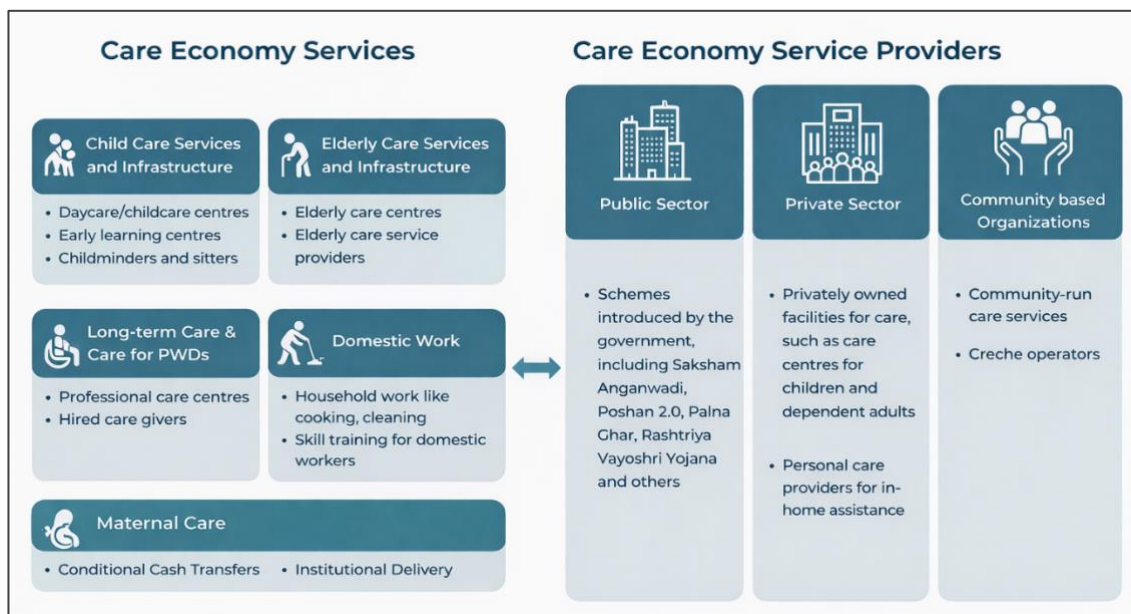 Care Economy Services
Child Care Services
and Infrastructure
• Daycare/childcare centres
• Early learning centres
• Childminders and sitters
Elderly Care Services
and Infrastructure
• Elderly care centres
• Elderly care service
providers
Long-term Care &
Care for PWDs
• Professional care centres
• Hired care givers
Domestic Work
• Household work like
cooking, cleaning
• Skill training for domestic
workers
Maternal Care
• Conditional Cash Transfers
• Institutional Delivery
Care Economy Service Providers
Public Sector
• Schemes
introduced by the
government,
including Saksham
Anganwadi,
Poshan 2.0, Palna
Ghar, Rashtriya
Vayoshri Yojana
and others
Private Sector
• Privately owned
facilities for care,
such as care
centres for
children and
dependent adults
• Personal care
providers for in-
home assistance
Community based
Organizations
• Community-run
care services
• Creche operators